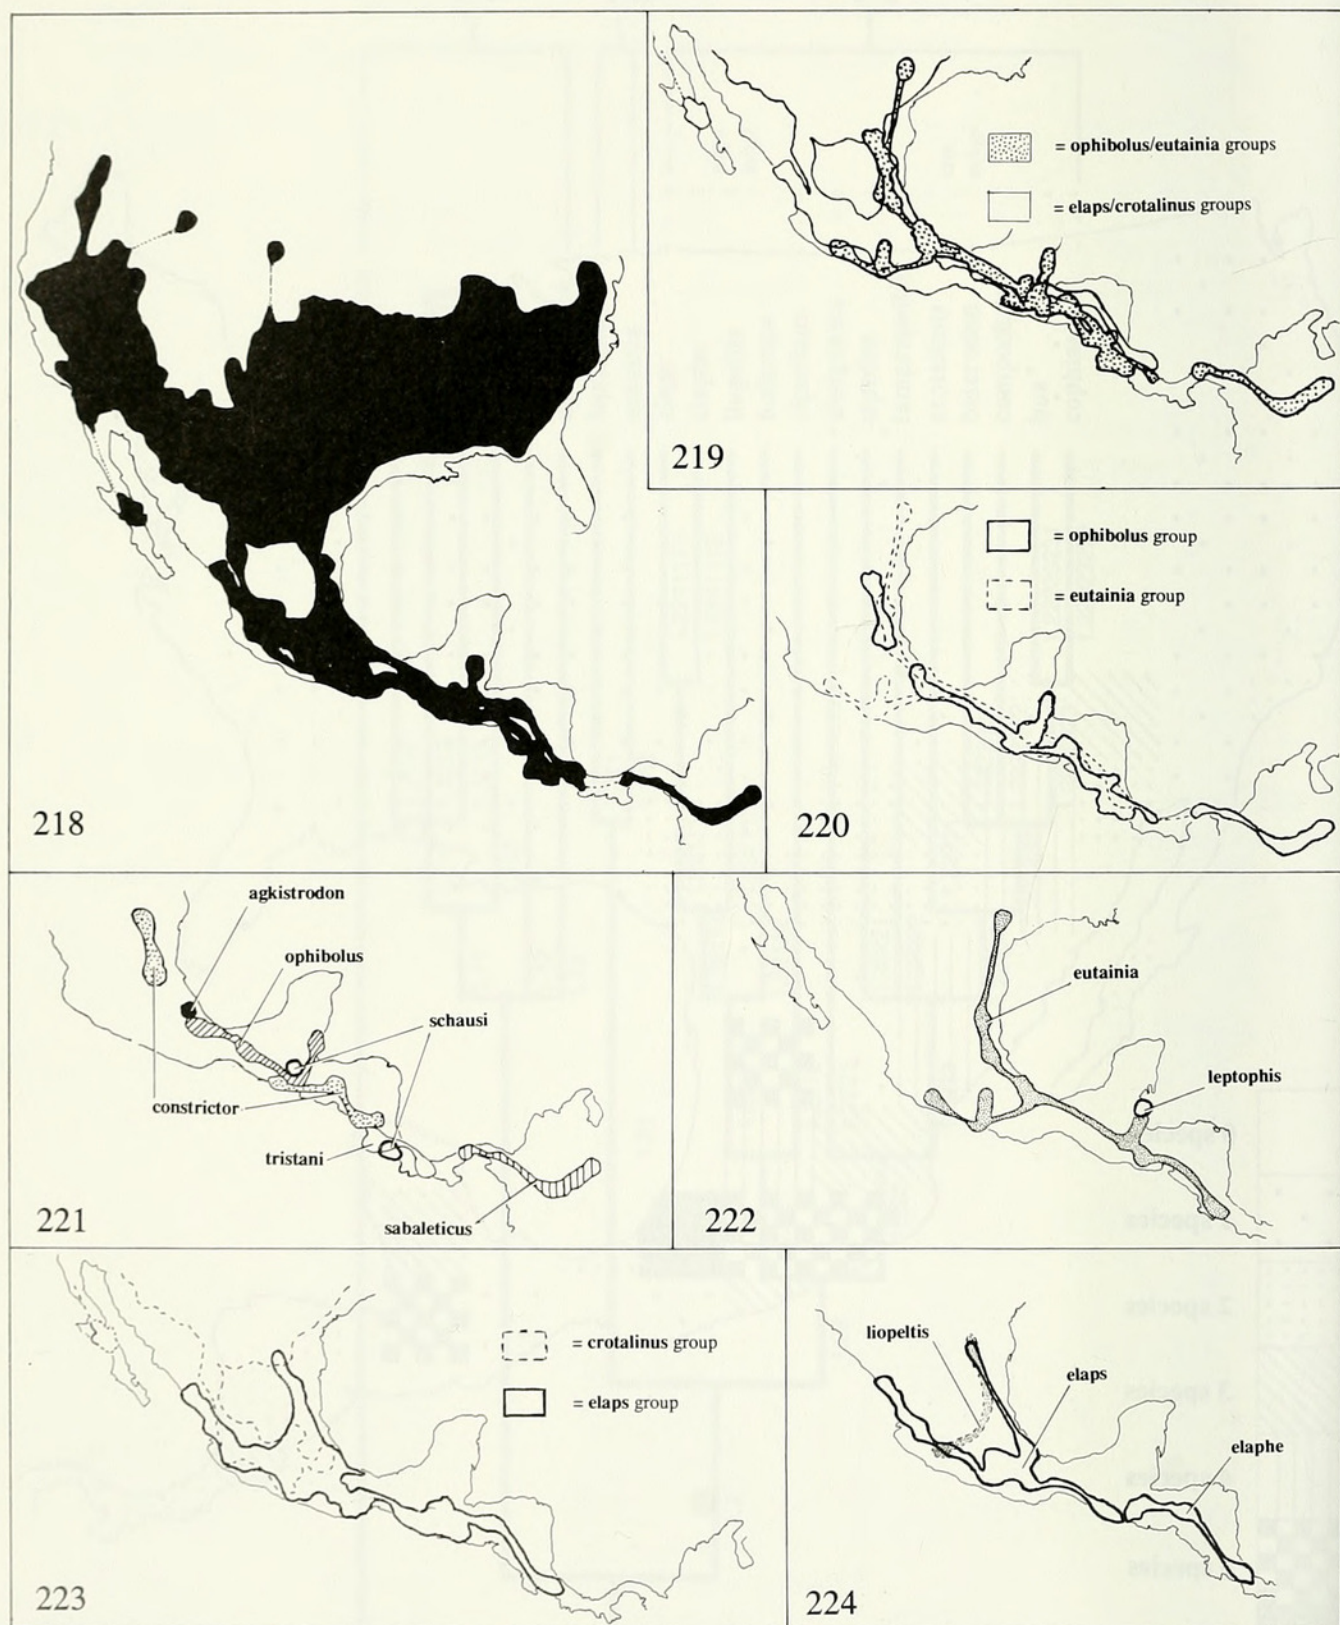 218
= ophibolus/eutainia groups
= elaps/crotalinus groups
219
= ophibolus group
= eutainia group
220
agkistrodon
ophibolus
schausi
constrictor
tristani
sabaleticus
221
eutainia
leptophis
222
= crotalinus group
= elaps group
223
liopeltis
elaps
elaphe
224